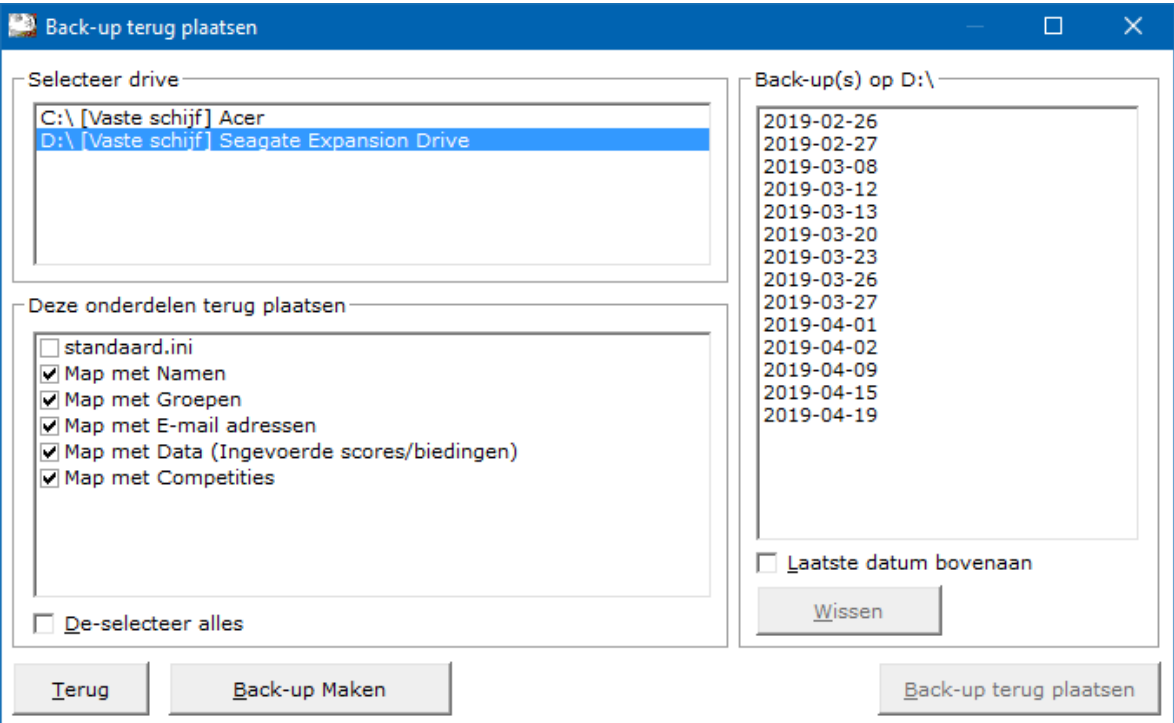 Back-up terug plaatsen
Selecteer drive
C:\ [Vaste schijf] Acer
D:\ [Vaste schijf] Seagate Expansion Drive
Deze onderdelen terug plaatsen
standaard.ini
Map met Namen
Map met Groepen
Map met E-mail adressen
Map met Data (Ingevoerde scores/biedingen)
Map met Competities
De-selecteer alles
Back-up(s) op D:\
2019-02-26
2019-02-27
2019-03-08
2019-03-12
2019-03-13
2019-03-20
2019-03-23
2019-03-26
2019-03-27
2019-04-01
2019-04-02
2019-04-09
2019-04-15
2019-04-19
Laatste datum bovenaan
Wissen
Terug
Back-up Maken
Back-up terug plaatsen